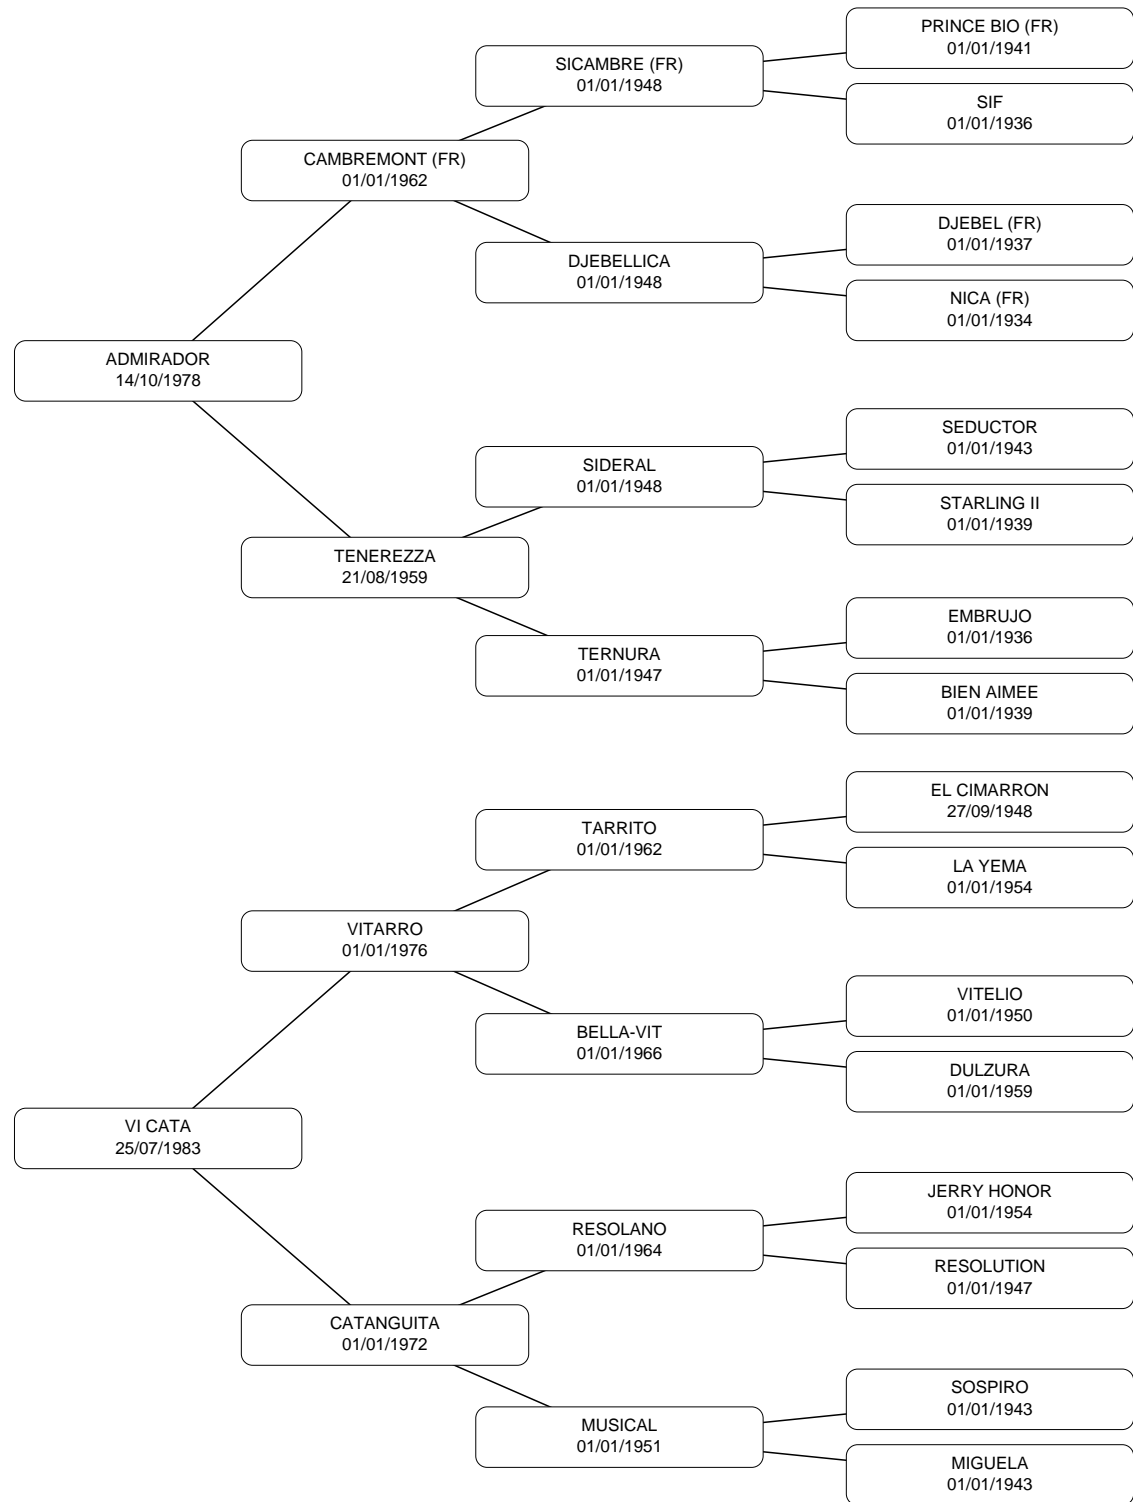 PRINCE BIO (FR)
01/01/1941
SICAMBRE (FR)
01/01/1948
SIF
01/01/1936
CAMBREMONT (FR)
01/01/1962
DJEBEL (FR)
01/01/1937
DJEBELLICA
01/01/1948
NICA (FR)
01/01/1934
ADMIRADOR
14/10/1978
SEDUCTOR
01/01/1943
SIDERAL
01/01/1948
STARLING II
01/01/1939
TENEREZZA
21/08/1959
EMBRUJO
01/01/1936
TERNURA
01/01/1947
BIEN AIMEE
01/01/1939
EL CIMARRON
27/09/1948
TARRITO
01/01/1962
LA YEMA
01/01/1954
VITARRO
01/01/1976
VITELIO
01/01/1950
BELLA-VIT
01/01/1966
DULZURA
01/01/1959
VI CATA
25/07/1983
JERRY HONOR
01/01/1954
RESOLANO
01/01/1964
RESOLUTION
01/01/1947
CATANGUITA
01/01/1972
SOSPIRO
01/01/1943
MUSICAL
01/01/1951
MIGUELA
01/01/1943